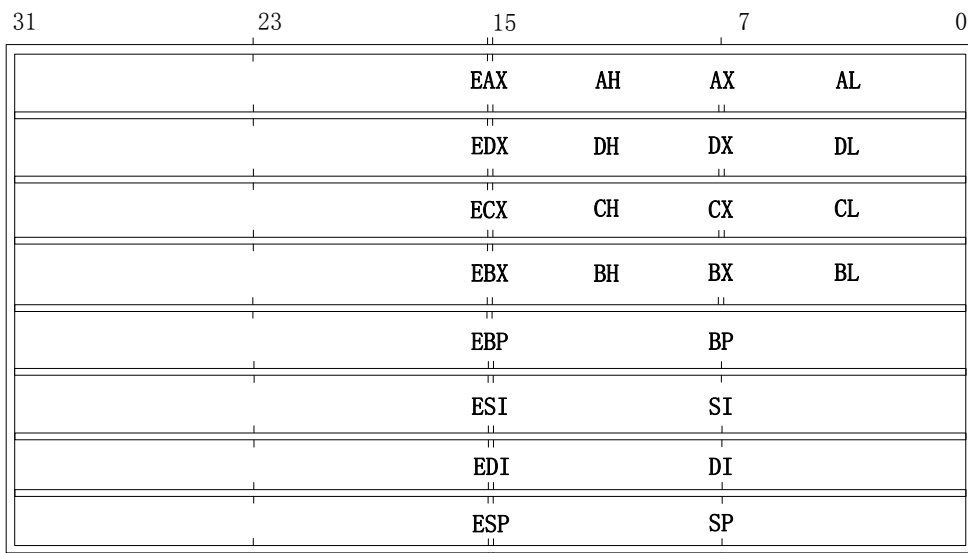 31 23 15 7 0
EAX AH AX AL
EDX DH DX DL
ECX CH CX CL
EBX BH BX BL
EBP BP
ESI SI
EDI DI
ESP SP